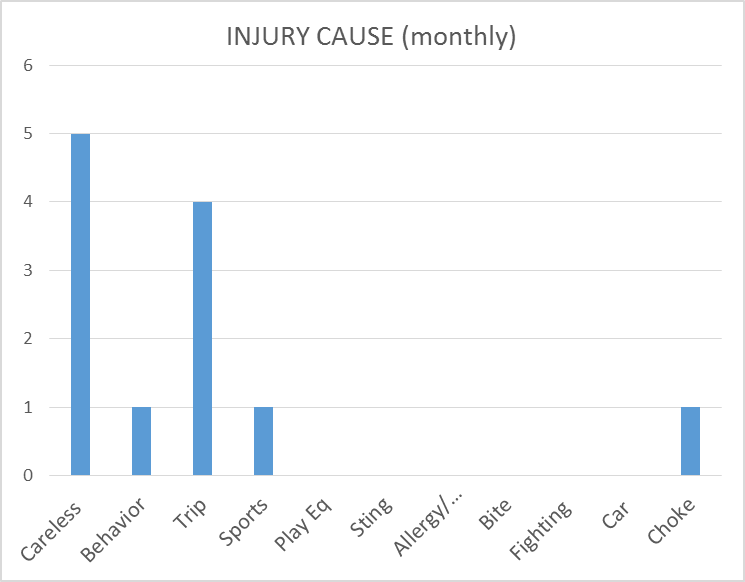 INJURY CAUSE (monthly)
6
5
4
3
2
1
0
Careless
Behavior
Trip
Sports
Play Eq
Sting
Allergy/...
Bite
Fighting
Car
Choke